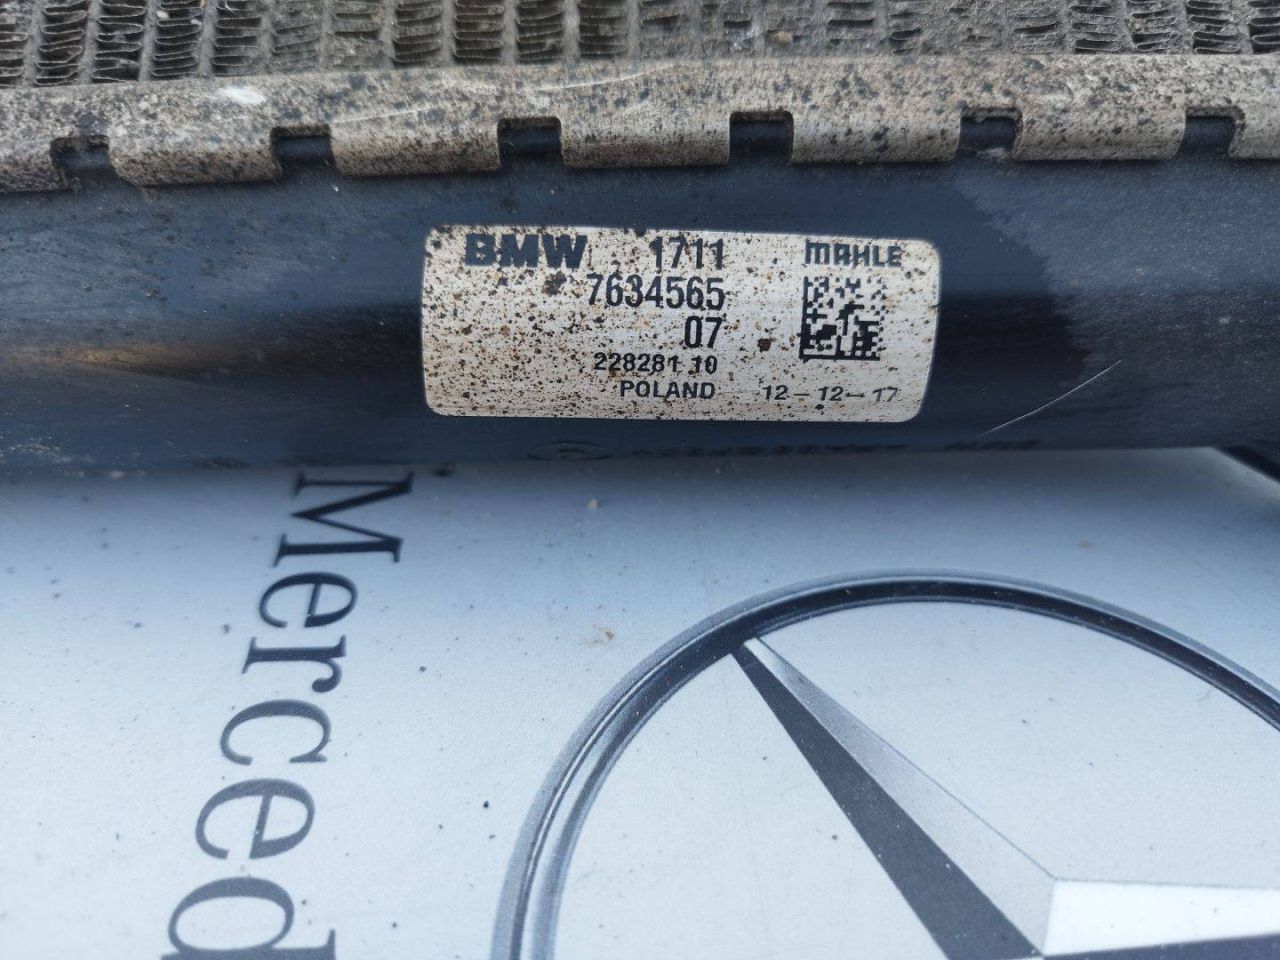 BMW 1711 MAHLE
7634565
07
228281 10
POLAND 12-12-17
Merced